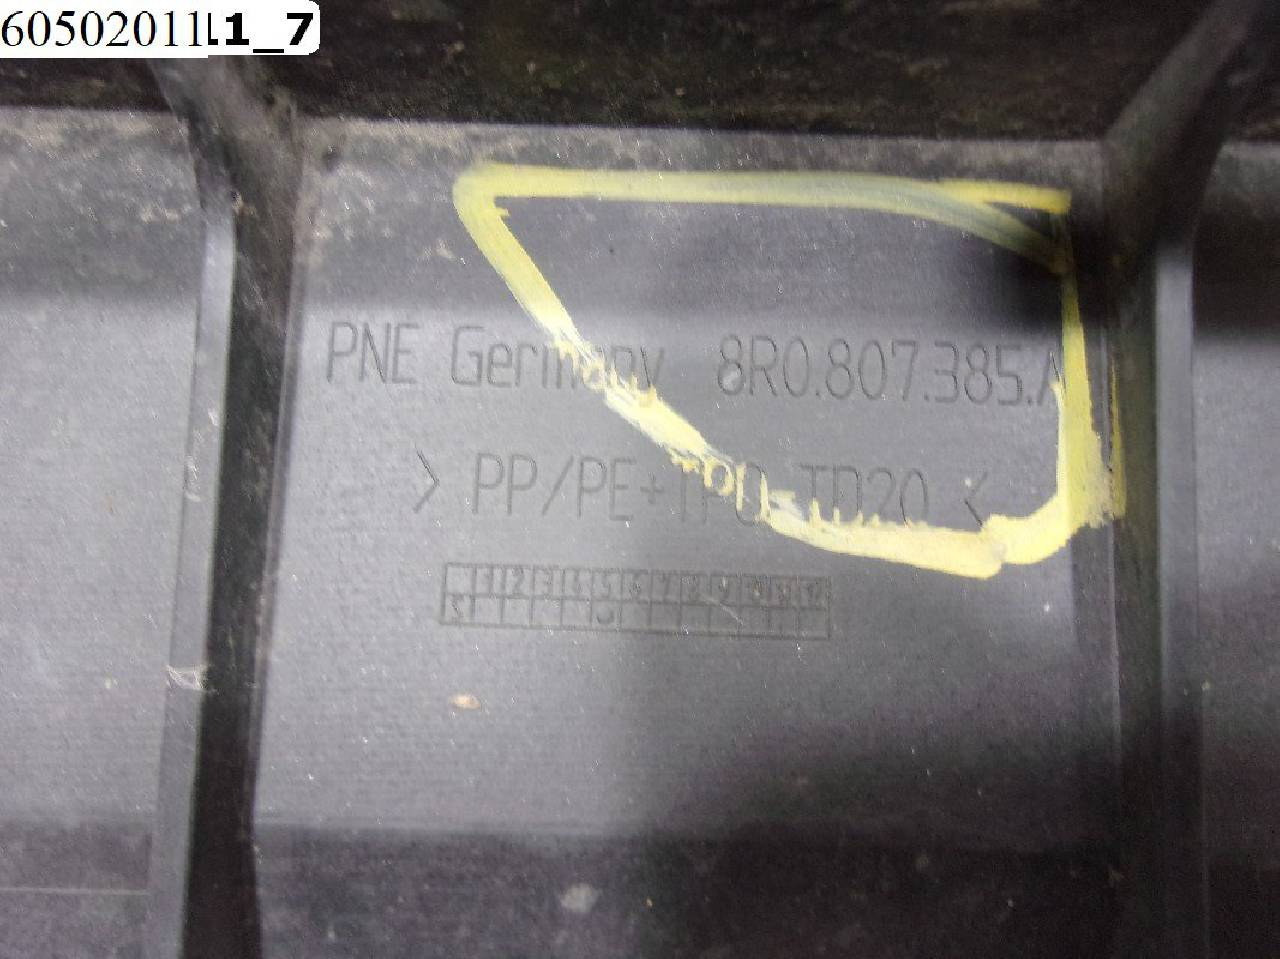 605020111_7
PNE Germany 8R0.807.385.A
> PP/PE+TPO-TD20 <
1 2 3 4 5 6 7 8 9 10 11 12